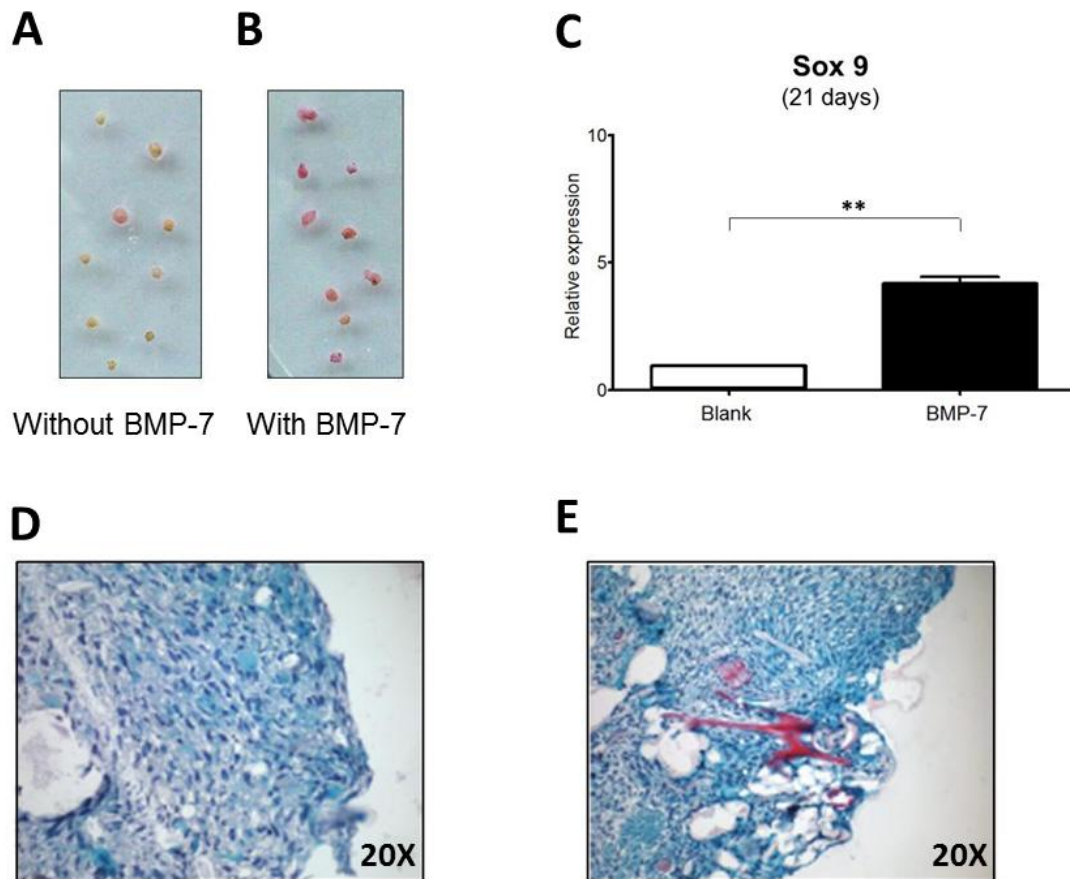 A
B
C
Sox 9
(21 days)
10
5
0
Relative expression
**
Blank
BMP-7
Without BMP-7
With BMP-7
D
E
20X
20X